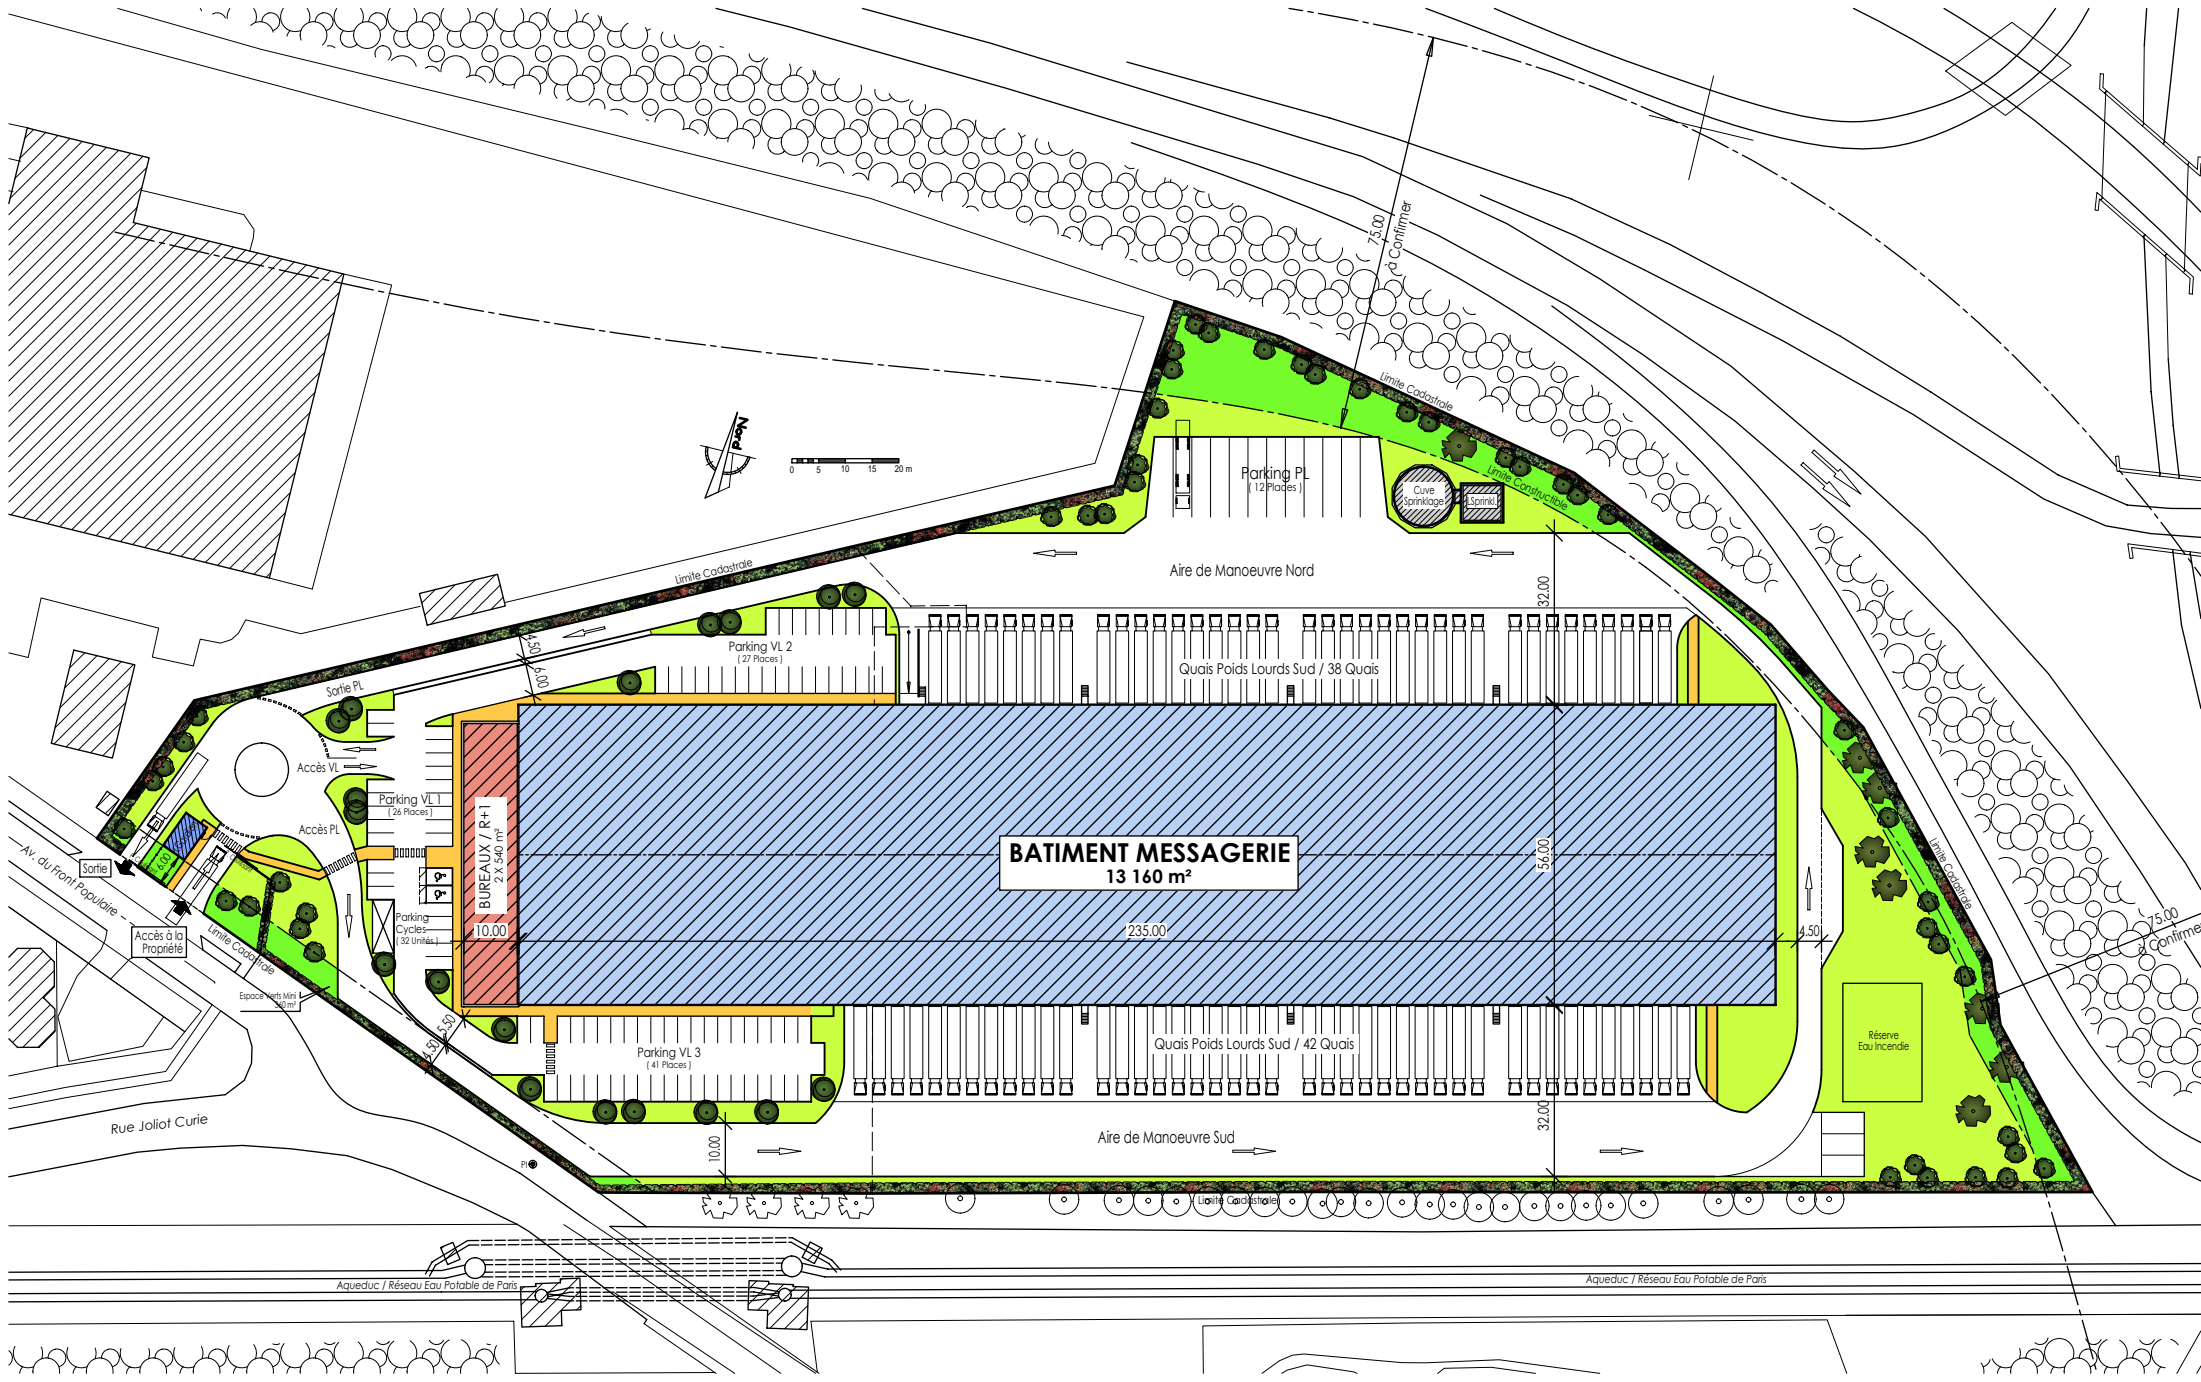 75.00
à Confirmer
Limite Cadastrale
Nord
0 5 10 15 20 m
Parking PL
( 12 Places )
Cuve
Sprinklage
LSprinkl.
Limite Constructible
Limite Cadastrale
Aire de Manoeuvre Nord
32.00
4.50
6.00
Parking VL 2
( 27 Places )
Quais Poids Lourds Sud / 38 Quais
Sortie PL
Accès VL
Parking VL 1
( 26 Places )
Accès PL
BUREAUX / R+1
2 X 540 m²
BATIMENT MESSAGERIE
13 160 m²
56.00
Limite Cadastrale
Sortie
6.00
Av. du Front Populaire
Accès à la
Propriété
Limite Cadastrale
Parking
Cycles
( 32 Unités )
10.00
235.00
4.50
75.00
à Confirmer
Espace Verts Mini
5.50
4.50
Parking VL 3
( 41 Places )
Quais Poids Lourds Sud / 42 Quais
Réserve
Eau Incendie
Rue Joliot Curie
10.00
Aire de Manoeuvre Sud
32.00
PI
Limite Cadastrale
Aqueduc / Réseau Eau Potable de Paris
Aqueduc / Réseau Eau Potable de Paris